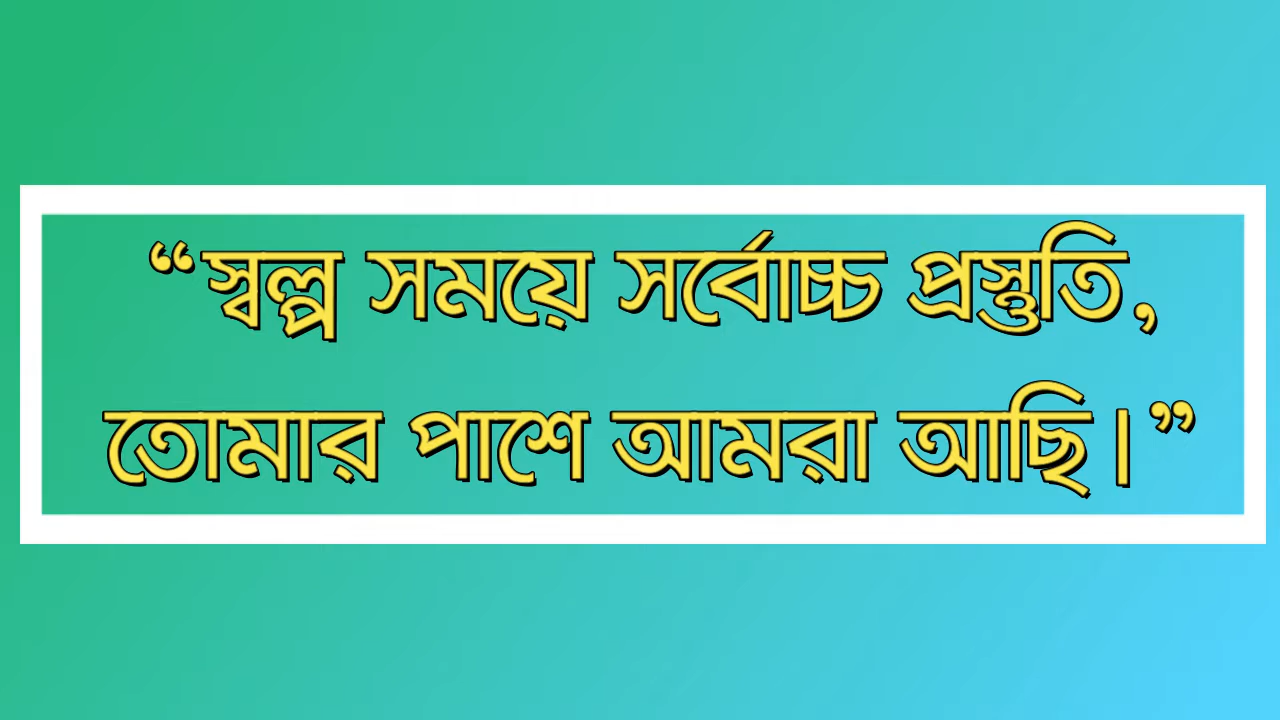 “স্বল্প সময়ে সর্বোচ্চ প্রস্তুতি,
তোমার পাশে আমরা আছি।”